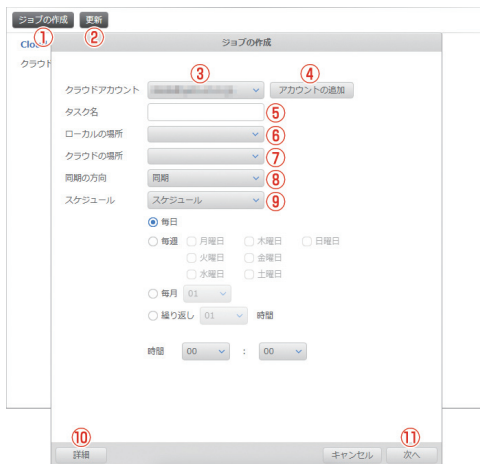 ジョブの作成 更新
① ②
Clo
クラウド
ジョブの作成
③ ④
クラウドアカウント アカウントの追加
タスク名 ⑤
ローカルの場所 ⑥
クラウドの場所 ⑦
同期の方向 同期 ⑧
スケジュール スケジュール ⑨
毎日
毎週 月曜日 木曜日 日曜日
火曜日 金曜日
水曜日 土曜日
毎月 01
繰り返し 01 時間
時間 00 : 00
⑩ ⑪
詳細 キャンセル 次へ